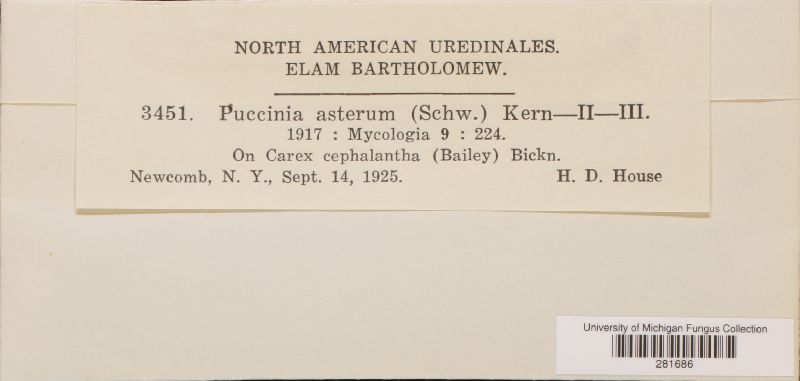 NORTH AMERICAN UREDINALES.
ELAM BARTHOLOMEW.
3451. Puccinia asterum (Schw.) Kern—II—III.
1917 : Mycologia 9 : 224.
On Carex cephalantha (Bailey) Bickn.
Newcomb, N. Y., Sept. 14, 1925. H. D. House
University of Michigan Fungus Collection
281686